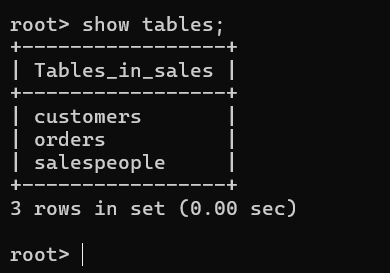 root> show tables;
+-----------------+
| Tables_in_sales |
+-----------------+
| customers       |
| orders          |
| salespeople     |
+-----------------+
3 rows in set (0.00 sec)
root>